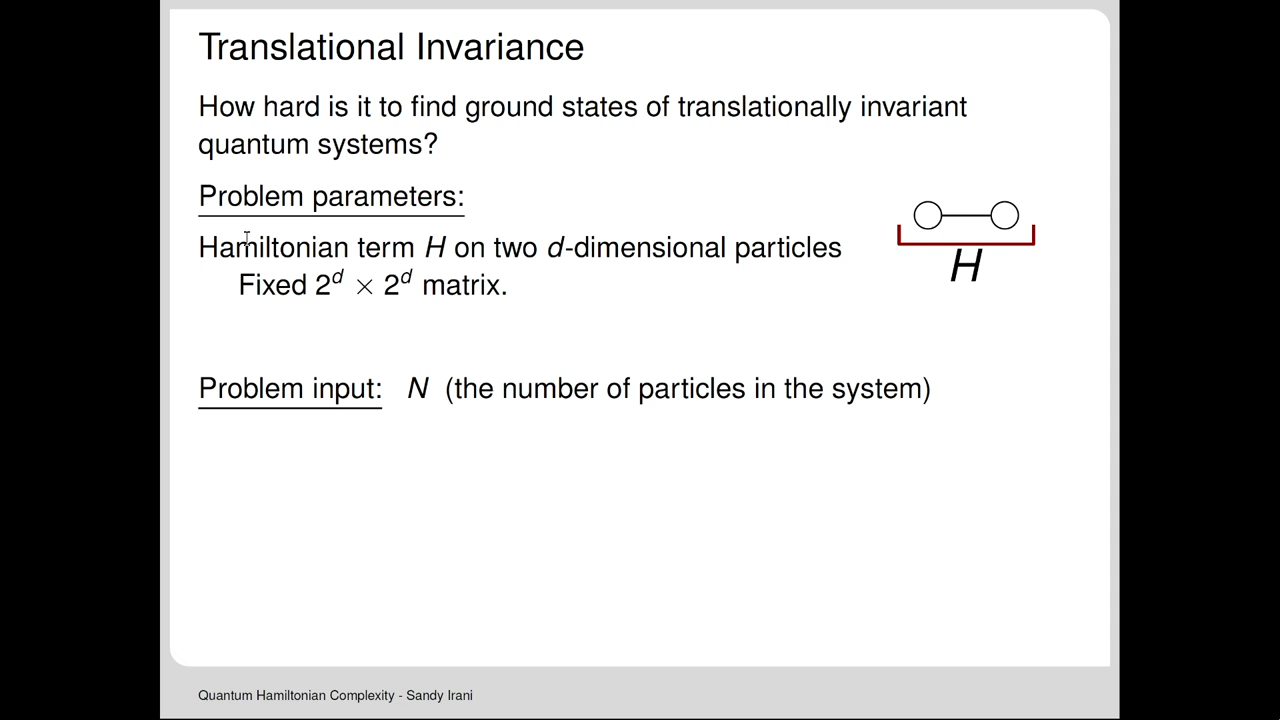 Translational Invariance
How hard is it to find ground states of translationally invariant
quantum systems?
Problem parameters:
Hamiltonian term H on two d-dimensional particles
Fixed 2^d × 2^d matrix.
H
Problem input: N (the number of particles in the system)
Quantum Hamiltonian Complexity - Sandy Irani